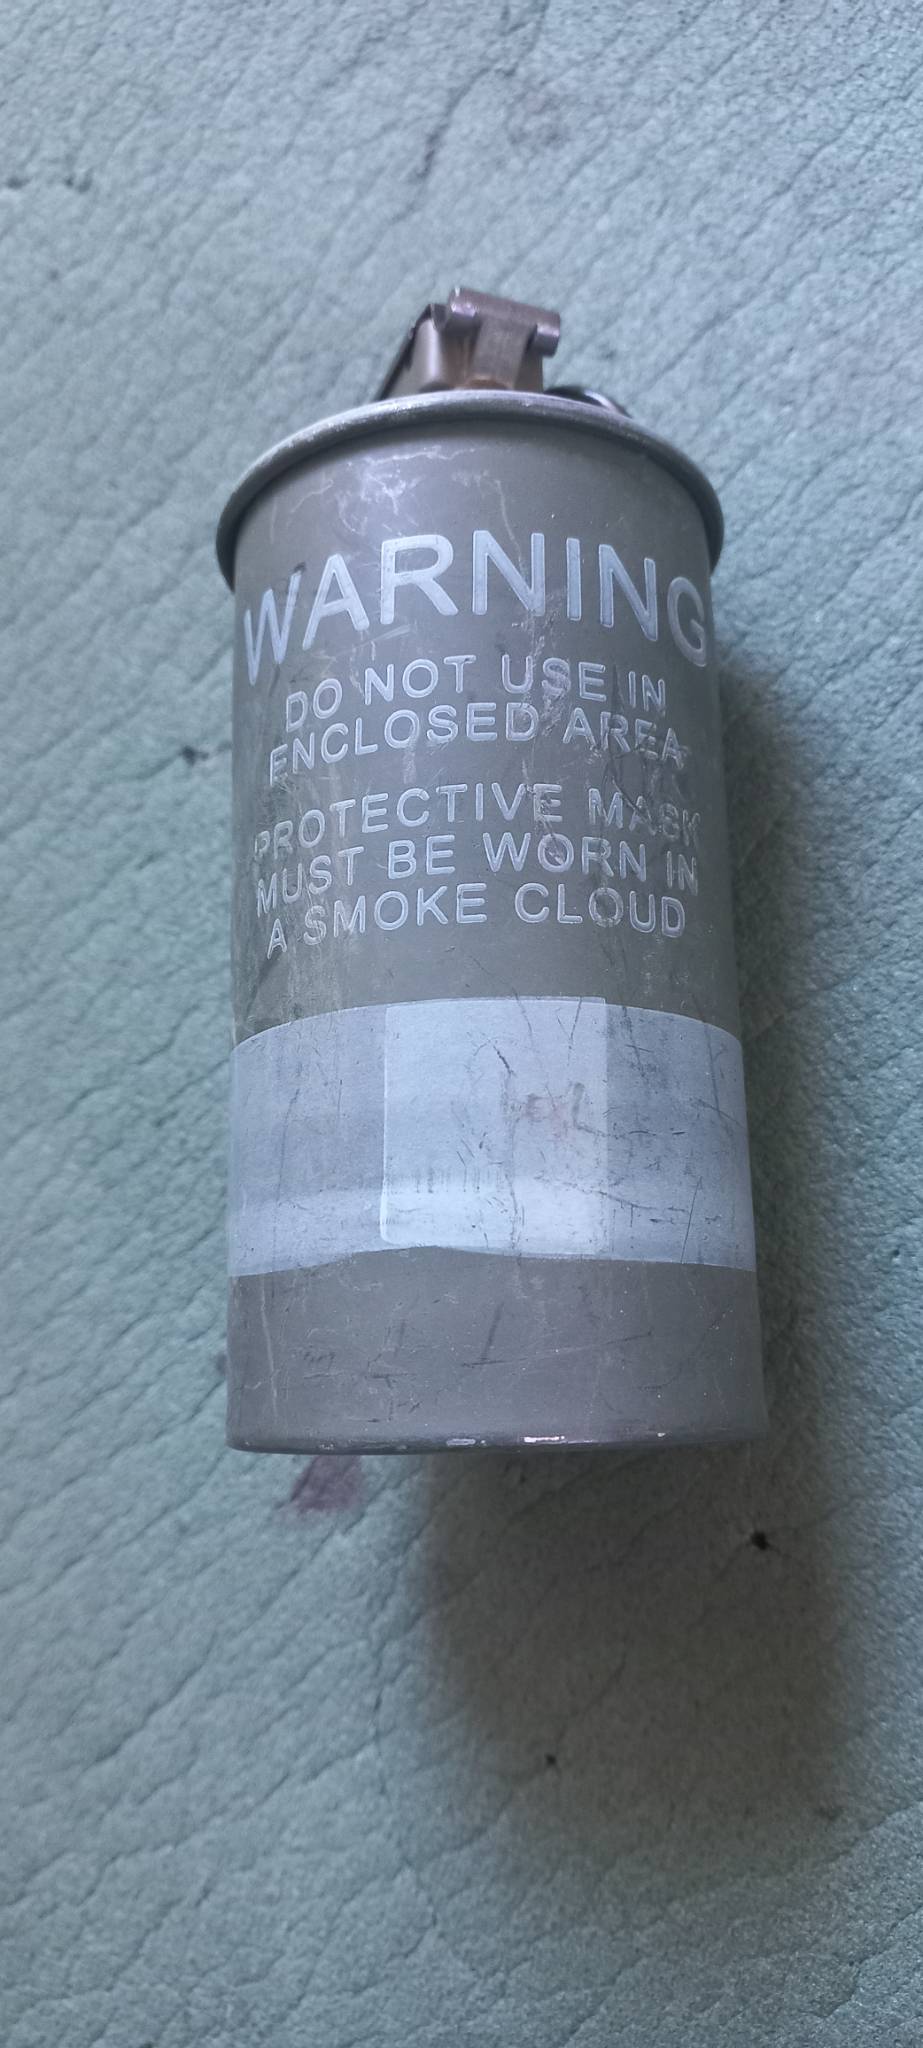 WARNING
DO NOT USE IN
ENCLOSED AREA
PROTECTIVE MASK
MUST BE WORN IN
A SMOKE CLOUD